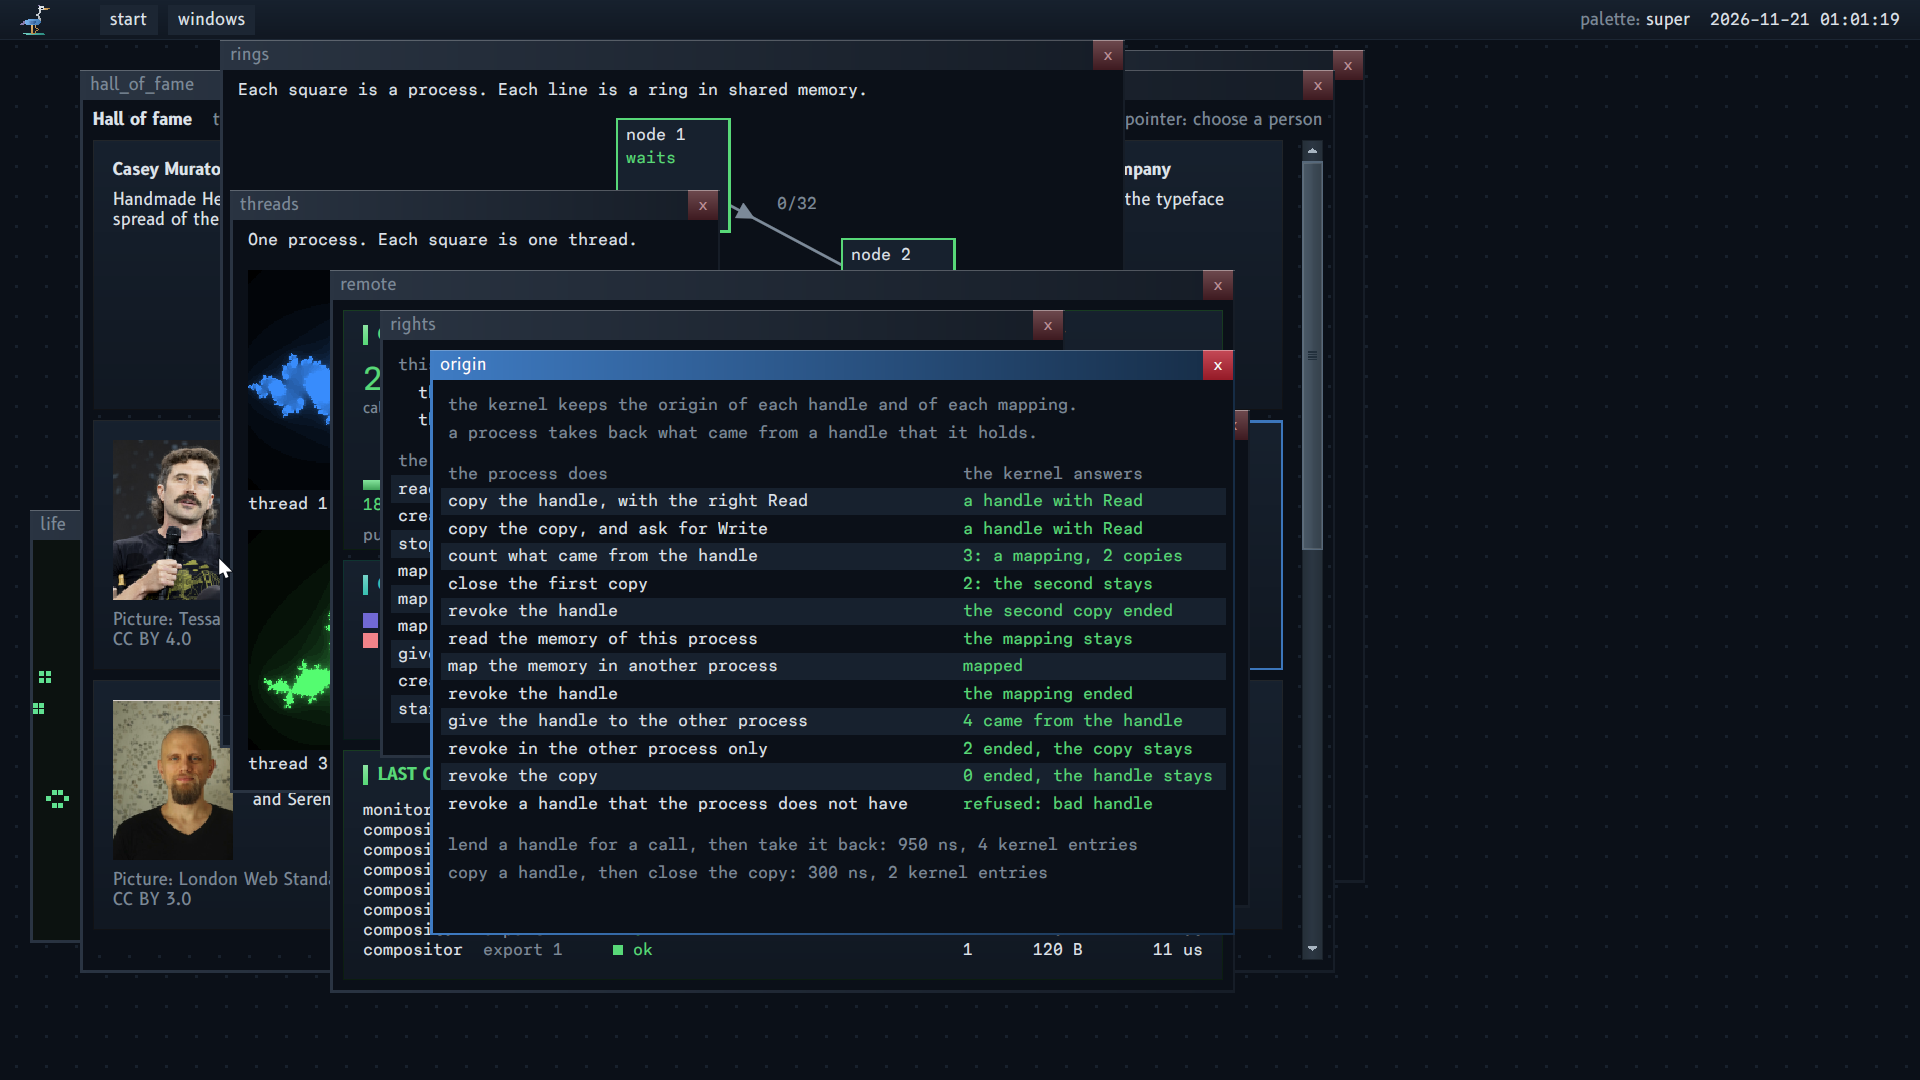 start windows palette: super 2026-11-21 01:01:19
rings x
x
hall_of_fame x
Each square is a process. Each line is a ring in shared memory.
Hall of fame pointer: choose a person
node 1
waits
Casey Murato
Handmade He the typeface
spread of the
threads x
0/32
One process. Each square is one thread.
node 2
remote x
rights x
origin x
the kernel keeps the origin of each handle and of each mapping.
a process takes back what came from a handle that it holds.
the process does the kernel answers
copy the handle, with the right Read a handle with Read
copy the copy, and ask for Write a handle with Read
count what came from the handle 3: a mapping, 2 copies
close the first copy 2: the second stays
revoke the handle the second copy ended
read the memory of this process the mapping stays
map the memory in another process mapped
revoke the handle the mapping ended
give the handle to the other process 4 came from the handle
revoke in the other process only 2 ended, the copy stays
revoke the copy 0 ended, the handle stays
revoke a handle that the process does not have refused: bad handle
lend a handle for a call, then take it back: 950 ns, 4 kernel entries
copy a handle, then close the copy: 300 ns, 2 kernel entries
thread 1
life
Picture: Tessa
CC BY 4.0
thread 3
and Seren
Picture: London Web Standa
CC BY 3.0
LAST
monitor
compositor export 1 ok 1 120 B 11 us